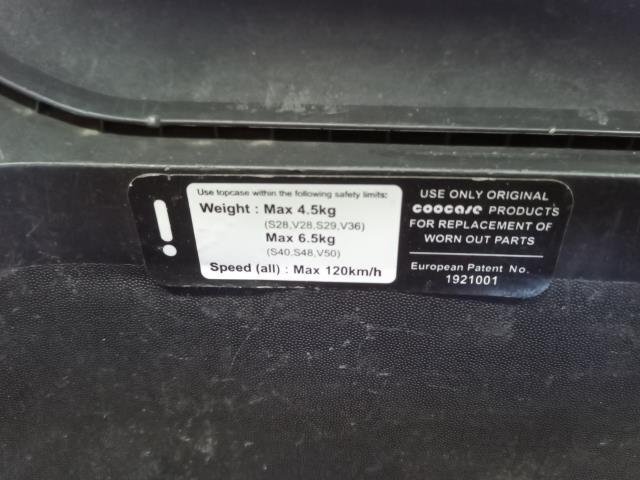 Use topcase within the following safety limits:
Weight : Max 4.5kg
(S28,V28,S29,V36)
Max 6.5kg
(S40,S48,V50)
Speed (all) : Max 120km/h
!
USE ONLY ORIGINAL
coocase PRODUCTS
FOR REPLACEMENT OF
WORN OUT PARTS
European Patent No.
1921001